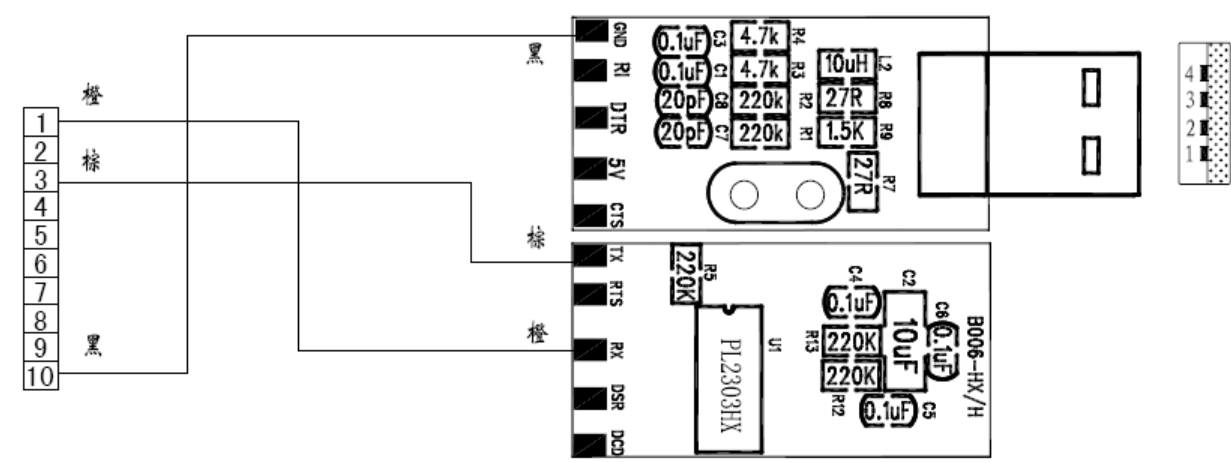 橙
1
2
棕
3
4
5
6
7
8
9
黑
10
黑
棕
橙
GND
RI
DTR
5V
CTS
0.1uF C3 4.7k R4
0.1uF C1 4.7k R3 10uH L2
20pF C8 220k R2 27R R8
20pF C7 220k R1 1.5K R9
27R R7
TX
RTS
RX
DSR
DCD
220K R5
PL2303HX U1
C4 0.1uF
C2 10uF
C6 0.1uF
R13 220K
220K R12
0.1uF C5
B006-HX/H
4
3
2
1